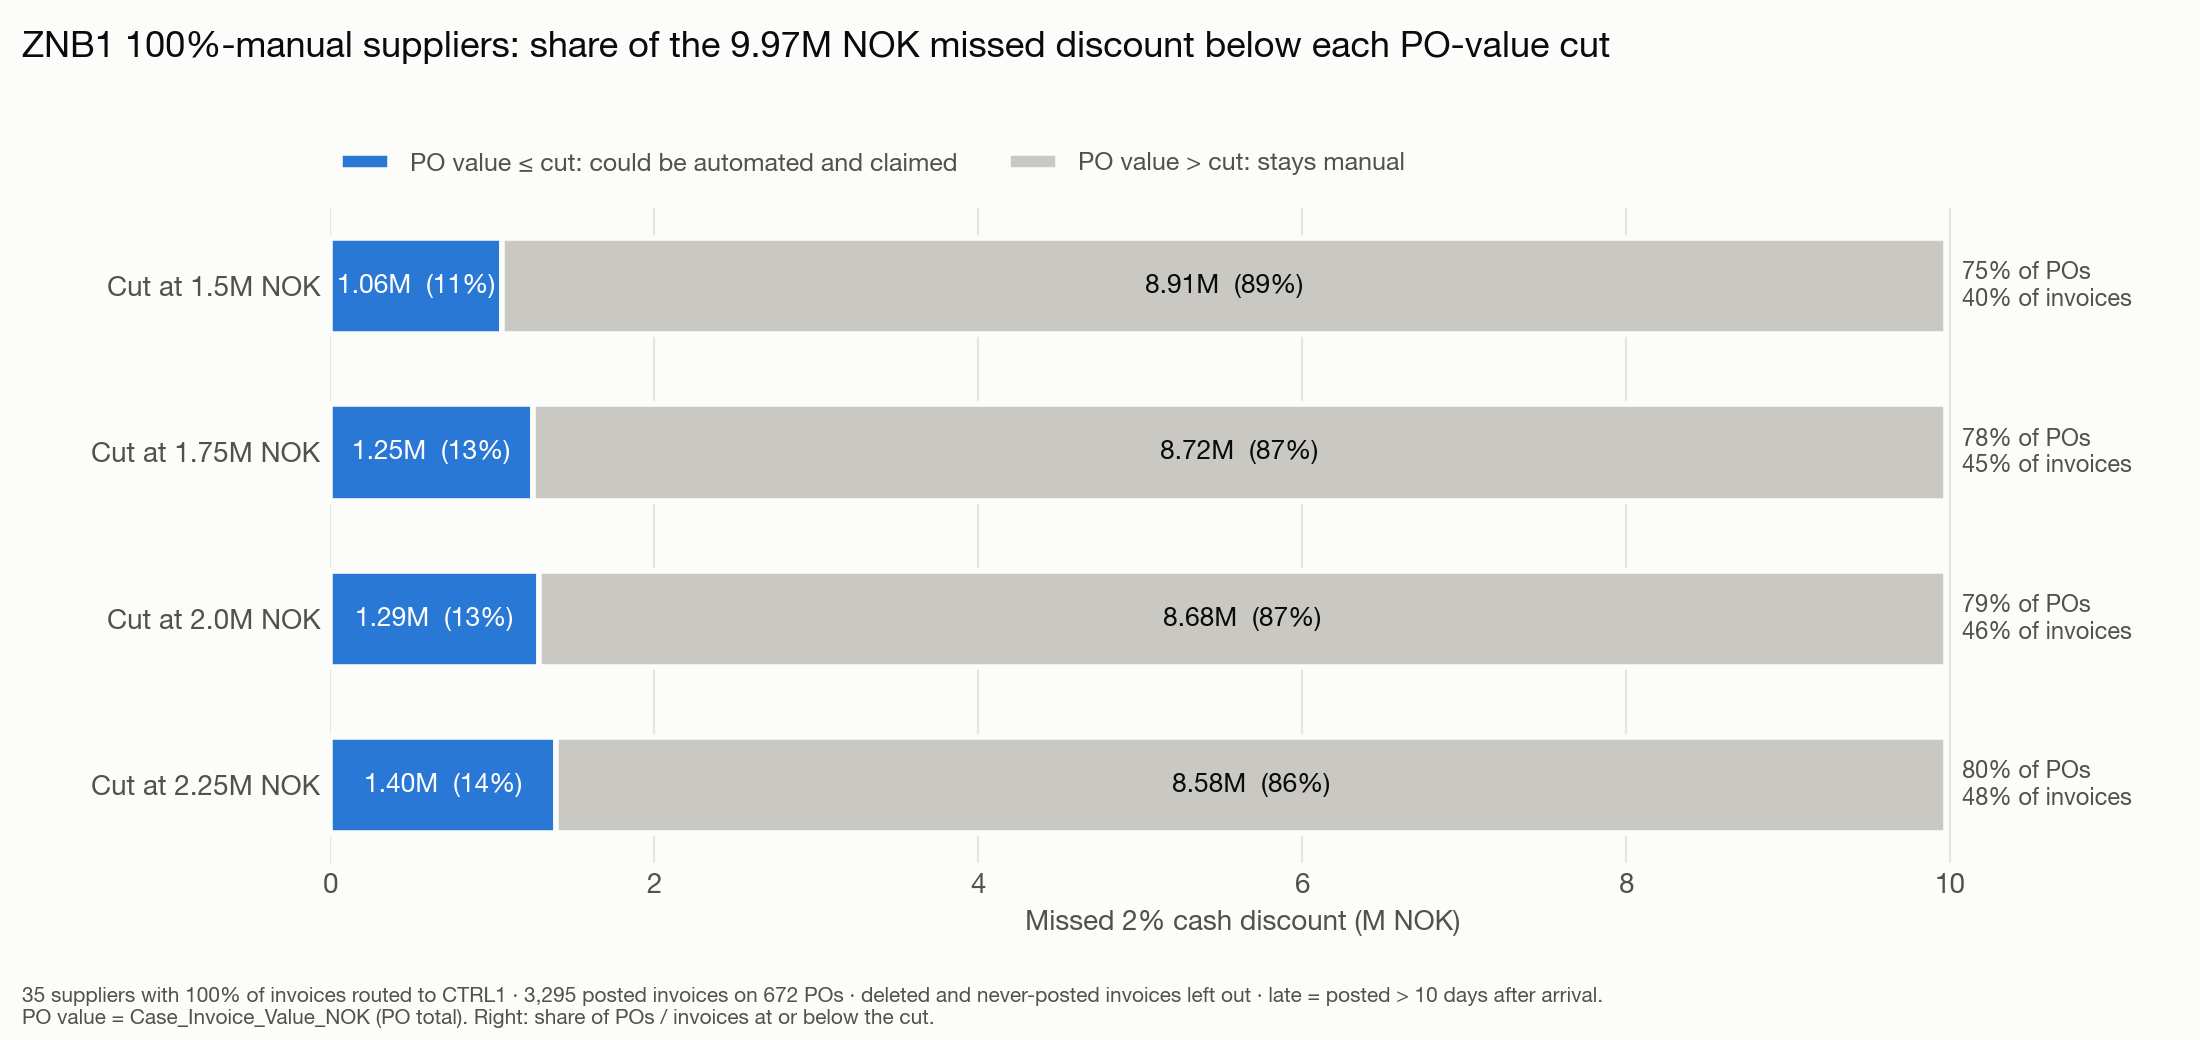 ZNB1 100%-manual suppliers: share of the 9.97M NOK missed discount below each PO-value cut
PO value ≤ cut: could be automated and claimed
PO value > cut: stays manual
Cut at 1.5M NOK
1.06M (11%)
8.91M (89%)
75% of POs
40% of invoices
Cut at 1.75M NOK
1.25M (13%)
8.72M (87%)
78% of POs
45% of invoices
Cut at 2.0M NOK
1.29M (13%)
8.68M (87%)
79% of POs
46% of invoices
Cut at 2.25M NOK
1.40M (14%)
8.58M (86%)
80% of POs
48% of invoices
0 2 4 6 8 10
Missed 2% cash discount (M NOK)
35 suppliers with 100% of invoices routed to CTRL1 · 3,295 posted invoices on 672 POs · deleted and never-posted invoices left out · late = posted > 10 days after arrival.
PO value = Case_Invoice_Value_NOK (PO total). Right: share of POs / invoices at or below the cut.